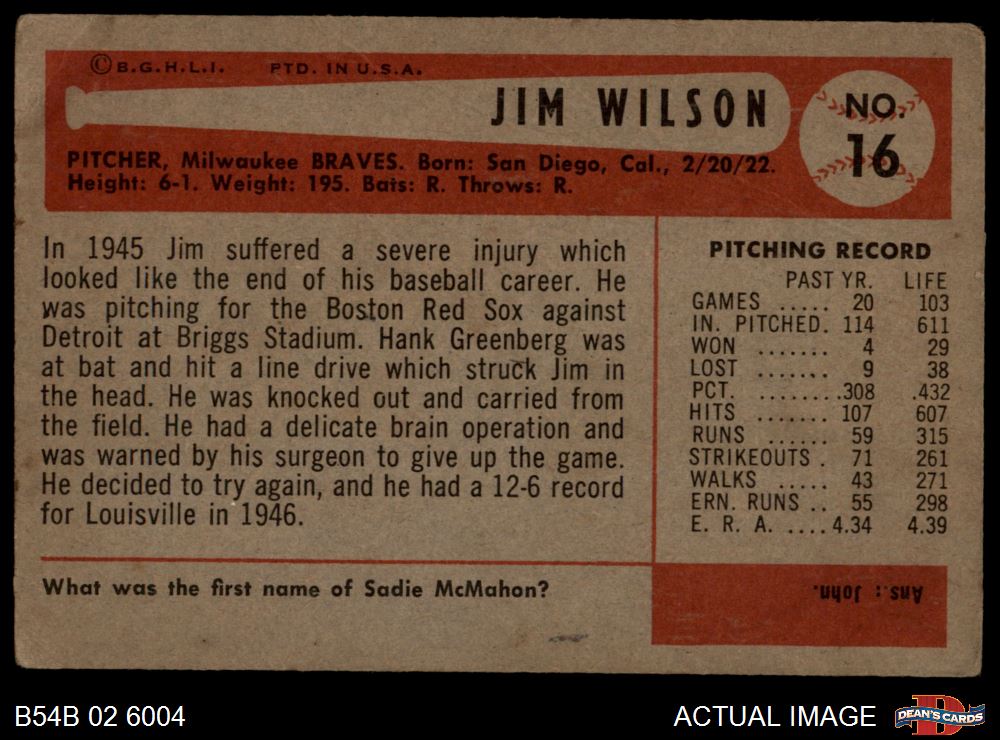 ©B.G.H.L.I. PTD. IN U.S.A.
JIM WILSON
NO.
16
PITCHER, Milwaukee BRAVES. Born: San Diego, Cal., 2/20/22.
Height: 6-1. Weight: 195. Bats: R. Throws: R.
In 1945 Jim suffered a severe injury which
looked like the end of his baseball career. He
was pitching for the Boston Red Sox against
Detroit at Briggs Stadium. Hank Greenberg was
at bat and hit a line drive which struck Jim in
the head. He was knocked out and carried from
the field. He had a delicate brain operation and
was warned by his surgeon to give up the game.
He decided to try again, and he had a 12-6 record
for Louisville in 1946.
PITCHING RECORD
PAST YR. LIFE
GAMES ..... 20 103
IN. PITCHED. 114 611
WON ....... 4 29
LOST ....... 9 38
PCT. ........308 .432
HITS ....... 107 607
RUNS ...... 59 315
STRIKEOUTS . 71 261
WALKS ..... 43 271
ERN. RUNS .. 55 298
E. R. A. ....4.34 4.39
What was the first name of Sadie McMahon?
Ans.: John.
B54B 02 6004
ACTUAL IMAGE
DEAN'S CARDS